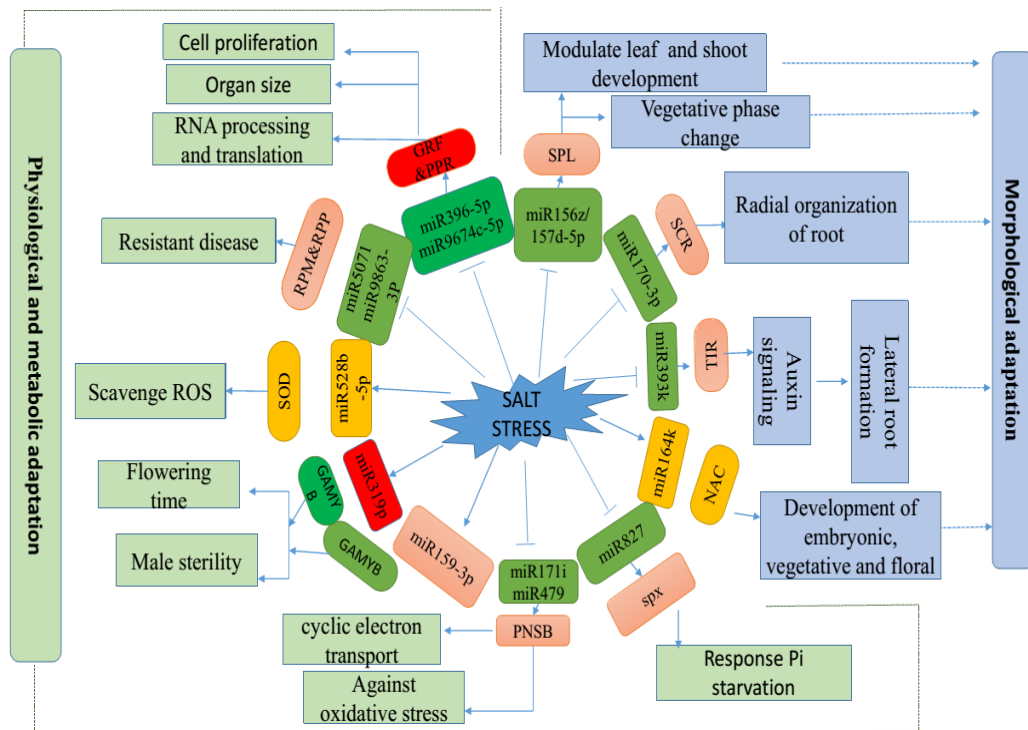 Cell proliferation
Organ size
RNA processing
and translation
Resistant disease
Scavenge ROS
Flowering
time
Male sterility
cyclic electron
transport
Against
oxidative stress
Physiological and metabolic adaptation
GRF
&PPR
miR396-5p
miR9674c-5p
RPM&RPP
miR5071
miR9863-
3P
SOD
miR528b
-5p
GAMY
B
miR319p
GAMYB
miR159-3p
miR171i
miR479
PNSB
SALT
STRESS
SPL
miR156z/
157d-5p
SCR
miR170-3p
TIR
miR393k
miR164k
NAC
miR827
spx
Modulate leaf and shoot
development
Vegetative phase
change
Radial organization
of root
Auxin
signaling
Lateral root
formation
Development of
embryonic,
vegetative and floral
Response Pi
starvation
Morphological adaptation